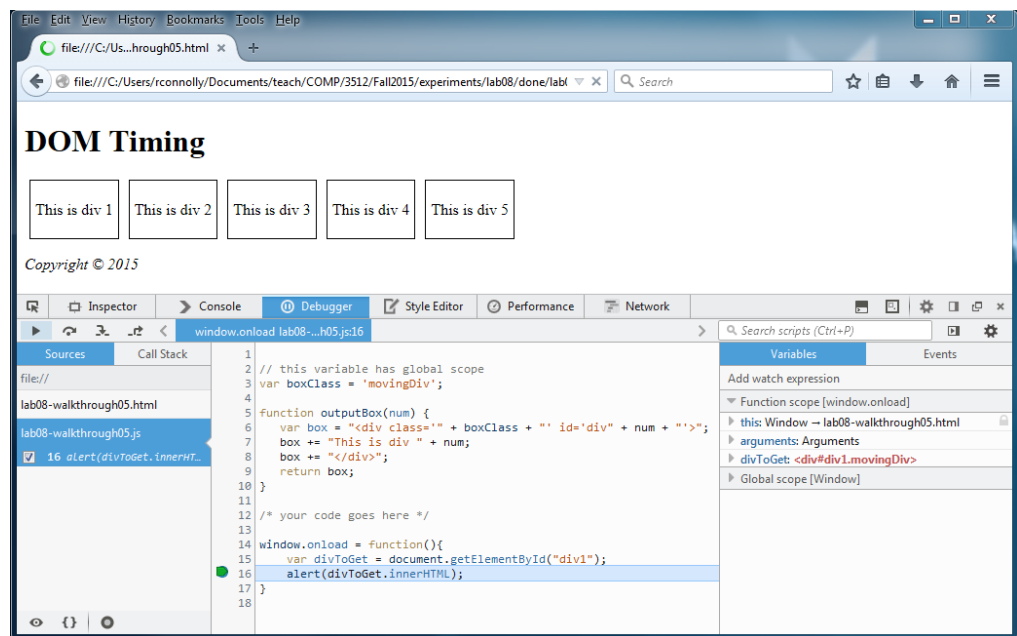 File Edit View History Bookmarks Tools Help
file:///C:/Us...hrough05.html × +
file:///C:/Users/rconnolly/Documents/teach/COMP/3512/Fall2015/experiments/lab08/done/lab Search
DOM Timing
This is div 1 This is div 2 This is div 3 This is div 4 This is div 5
Copyright © 2015
Inspector Console Debugger Style Editor Performance Network
window.onload lab08-...h05.js:16 Search scripts (Ctrl+P)
Sources Call Stack Variables Events
file://
lab08-walkthrough05.html
lab08-walkthrough05.js
16 alert(divToGet.innerHT...
1
2 // this variable has global scope
3 var boxClass = 'movingDiv';
4
5 function outputBox(num) {
6 var box = "<div class='" + boxClass + "' id='div" + num + "'>";
7 box += "This is div " + num;
8 box += "</div>";
9 return box;
10 }
11
12 /* your code goes here */
13
14 window.onload = function(){
15 var divToGet = document.getElementById("div1");
16 alert(divToGet.innerHTML);
17 }
18
Add watch expression
Function scope [window.onload]
this: Window → lab08-walkthrough05.html
arguments: Arguments
divToGet: <div#div1.movingDiv>
Global scope [Window]
{}